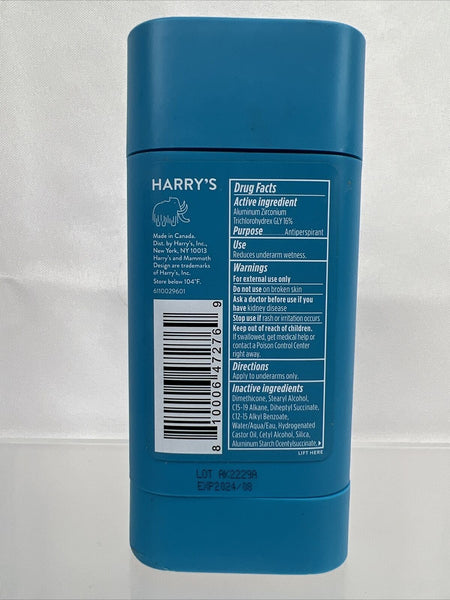 HARRY'S
Made in Canada.
Dist. by Harry's, Inc.,
New York, NY 10013
Harry's and Mammoth
Design are trademarks
of Harry's, Inc.
Store below 104°F.
6110029601
8 10006 47276 9
Drug Facts
Active ingredient
Aluminum Zirconium
Trichlorohydrex GLY 16%
Purpose.......Antiperspirant
Use
Reduces underarm wetness.
Warnings
For external use only
Do not use on broken skin
Ask a doctor before use if you
have kidney disease
Stop use if rash or irritation occurs
Keep out of reach of children.
If swallowed, get medical help or
contact a Poison Control Center
right away.
Directions
Apply to underarms only.
Inactive ingredients
Dimethicone, Stearyl Alcohol,
C15-19 Alkane, Diheptyl Succinate,
C12-15 Alkyl Benzoate,
Water/Aqua/Eau, Hydrogenated
Castor Oil, Cetyl Alcohol, Silica,
Aluminum Starch Octenylsuccinate,
LIFT HERE
LOT AK2229A
EXP2024/08